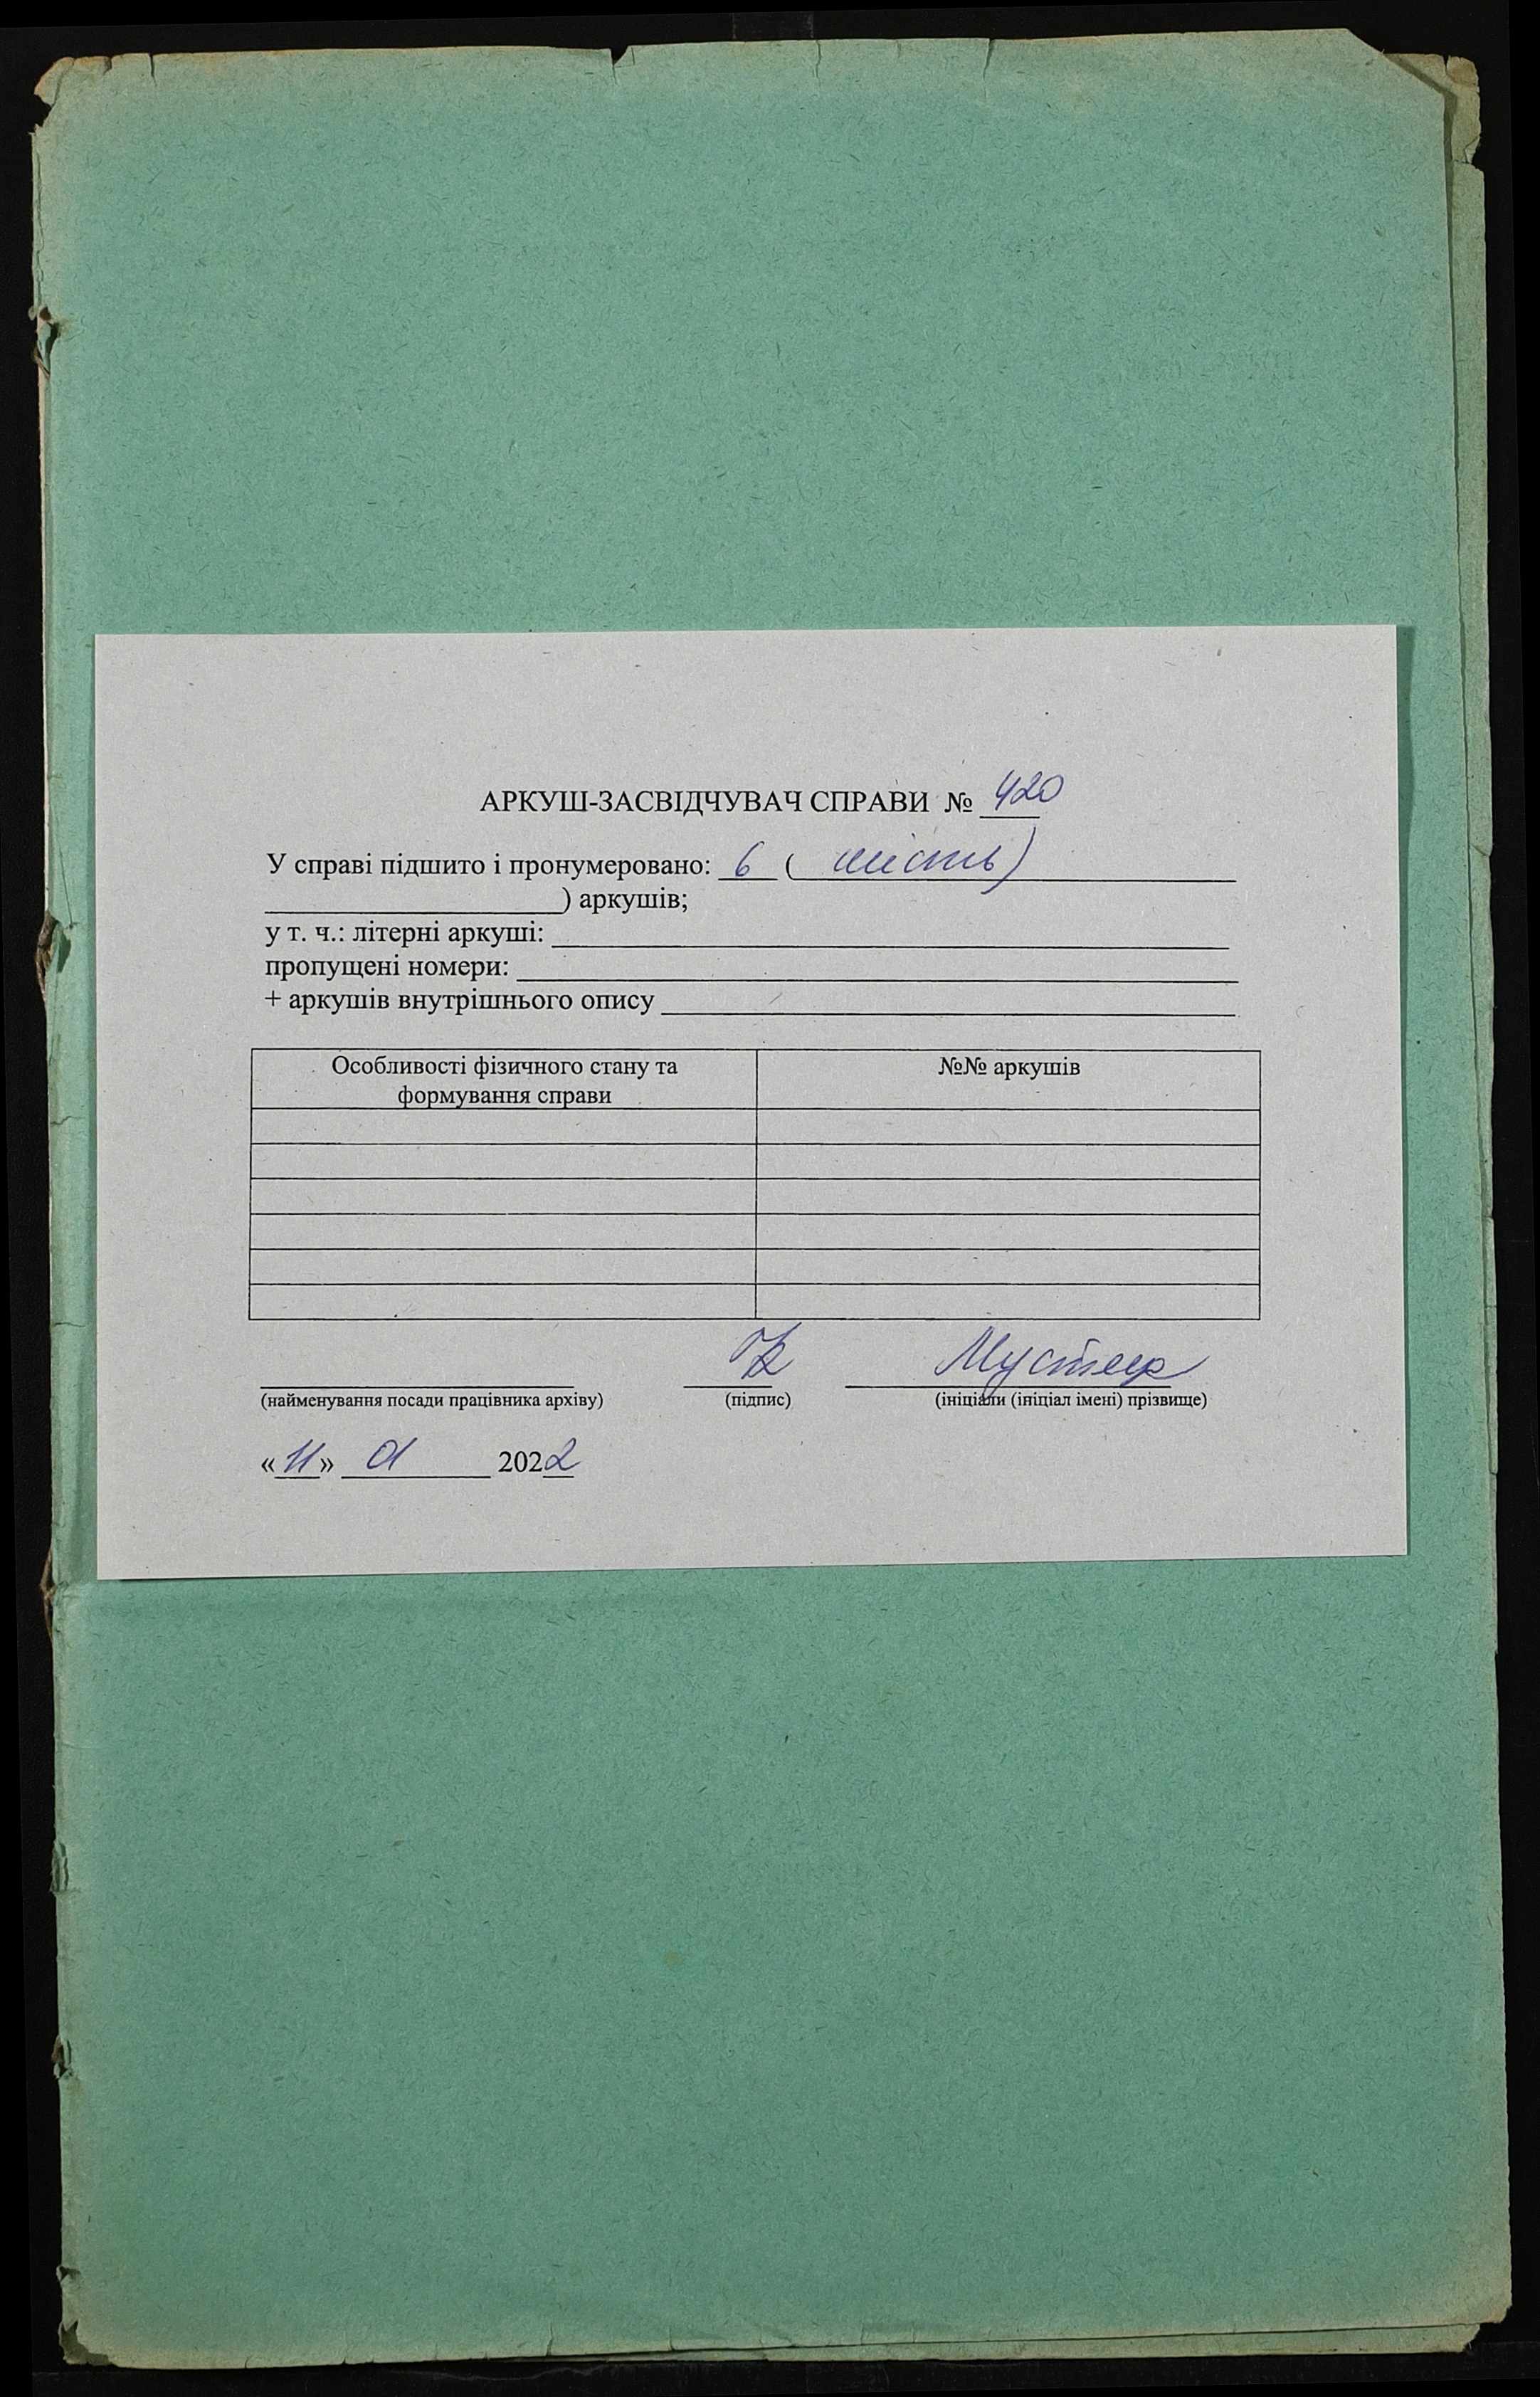 АРКУШ-ЗАСВІДЧУВАЧ СПРАВИ № 420
У справі підшито і пронумеровано: 6 ( шість)
) аркушів;
у т. ч.: літерні аркуші:
пропущені номери:
+ аркушів внутрішнього опису
Особливості фізичного стану та формування справи
№№ аркушів
(найменування посади працівника архіву)
(підпис)
(ініціали (ініціал імені) прізвище)
«11» 01 2022